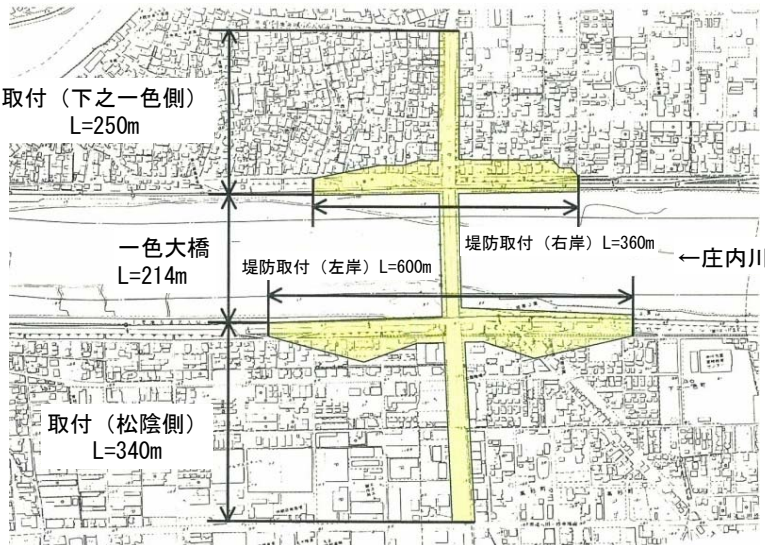 取付（下之一色側）
L=250m
一色大橋
L=214m
堤防取付（右岸）L=360m
堤防取付（左岸）L=600m
←庄内川
取付（松陰側）
L=340m